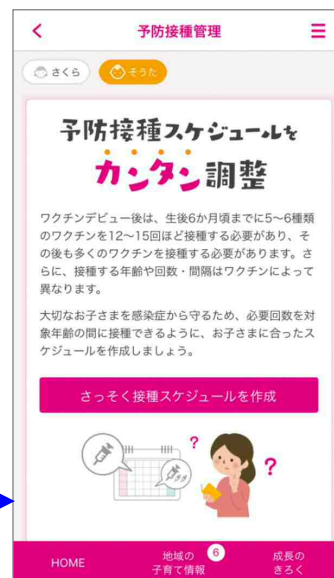 予防接種管理
さくら
そうた
予防接種スケジュールを
カンタン調整
ワクチンデビュー後は、生後6か月頃までに5〜6種類
のワクチンを12〜15回ほど接種する必要があり、そ
の後も多くのワクチンを接種する必要があります。さ
らに、接種する年齢や回数・間隔はワクチンによって
異なります。
大切なお子さまを感染症から守るため、必要回数を対
象年齢の間に接種できるように、お子さまに合ったス
ケジュールを作成しましょう。
さっそく接種スケジュールを作成
?
?
HOME
地域の
子育て情報
6
成長の
きろく